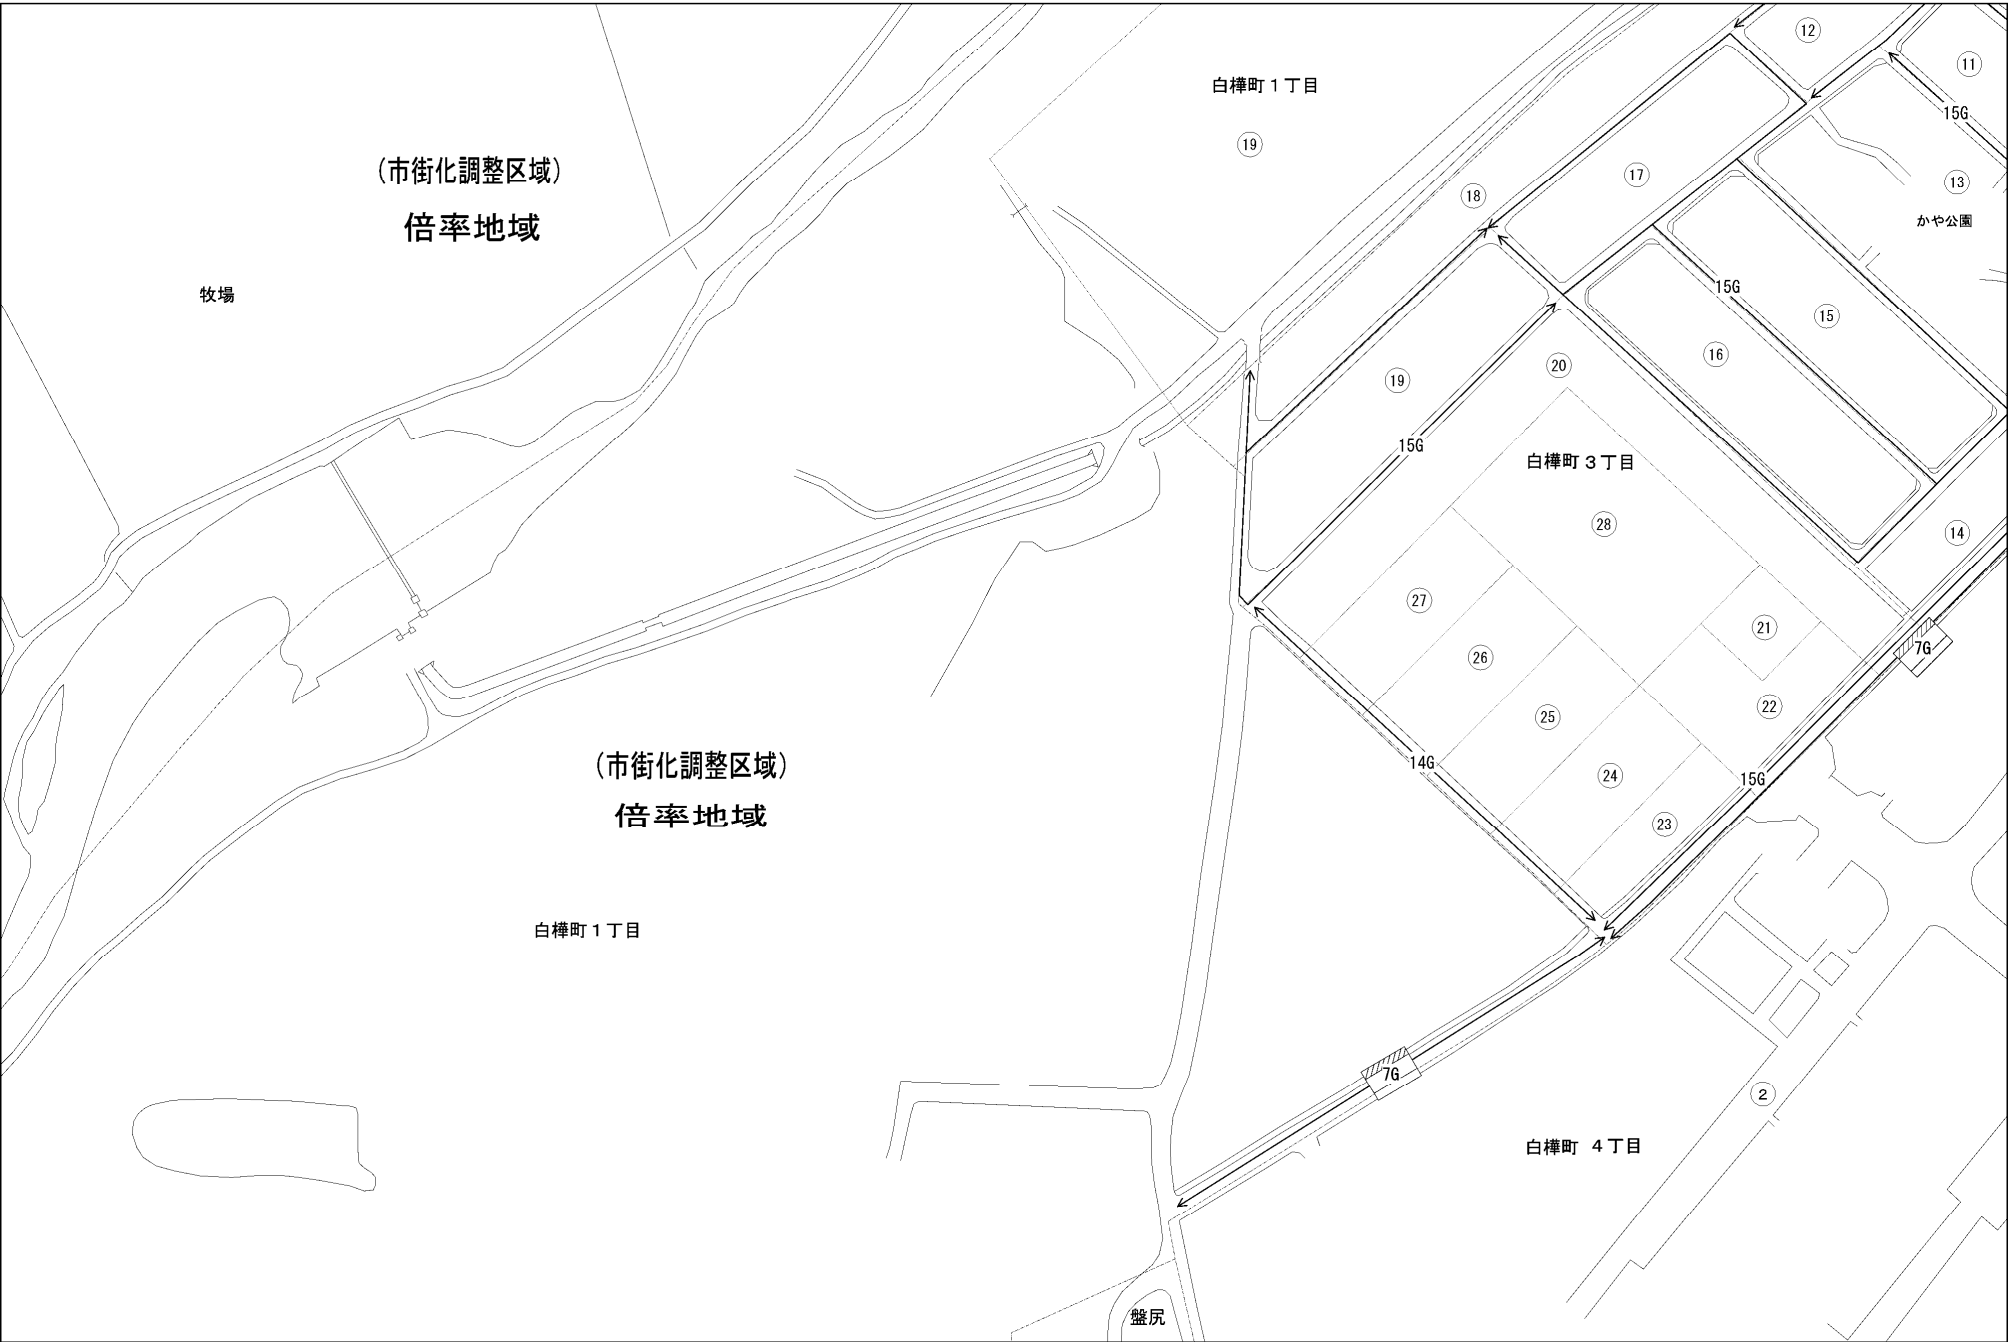 ⑫
⑪
白樺町１丁目
15G
⑲
（市街化調整区域）
⑰
⑬
⑱
倍率地域
かや公園
15G
牧場
⑮
⑯
⑳
⑲
15G
白樺町３丁目
㉘
⑭
㉗
㉑
7G
㉖
㉒
㉕
（市街化調整区域）
14G
㉔
15G
倍率地域
㉓
白樺町１丁目
7G
②
白樺町 ４丁目
盤尻